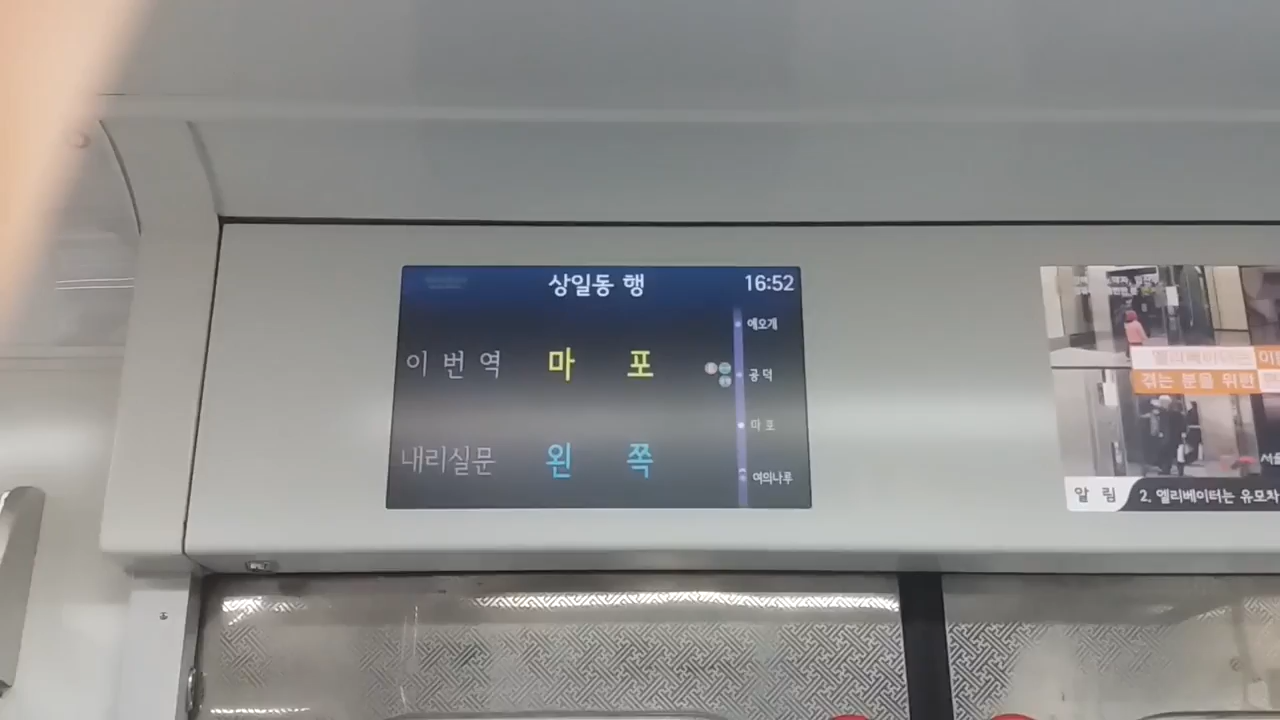 상일동 행
16:52
이 번 역 마 포
내리실문 왼 쪽
애오개
공덕
마포
여의나루
엘리베이터는 이
겪는 분을 위한
알 림
2. 엘리베이터는 유모차